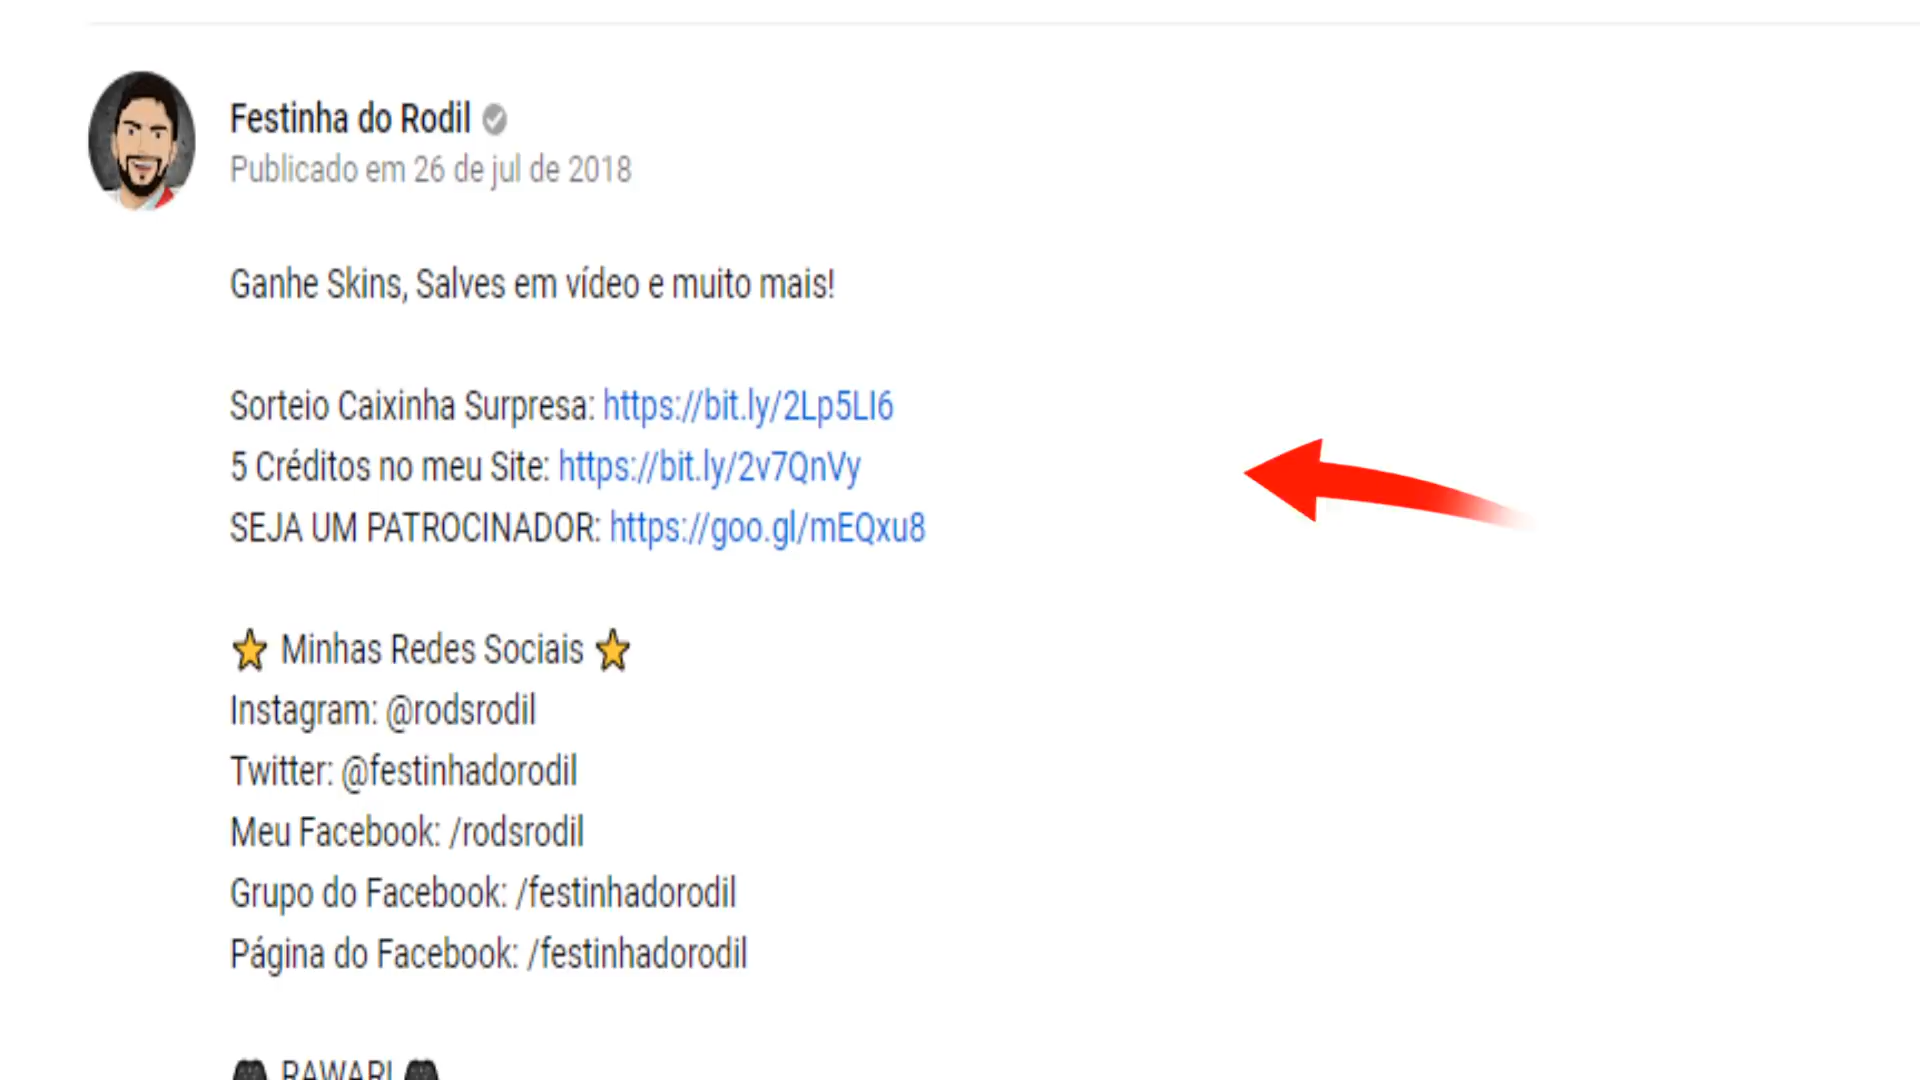 Festinha do Rodil
Publicado em 26 de jul de 2018
Ganhe Skins, Salves em vídeo e muito mais!
Sorteio Caixinha Surpresa: https://bit.ly/2Lp5LI6
5 Créditos no meu Site: https://bit.ly/2v7QnVy
SEJA UM PATROCINADOR: https://goo.gl/mEQxu8
⭐ Minhas Redes Sociais ⭐
Instagram: @rodsrodil
Twitter: @festinhadorodil
Meu Facebook: /rodsrodil
Grupo do Facebook: /festinhadorodil
Página do Facebook: /festinhadorodil